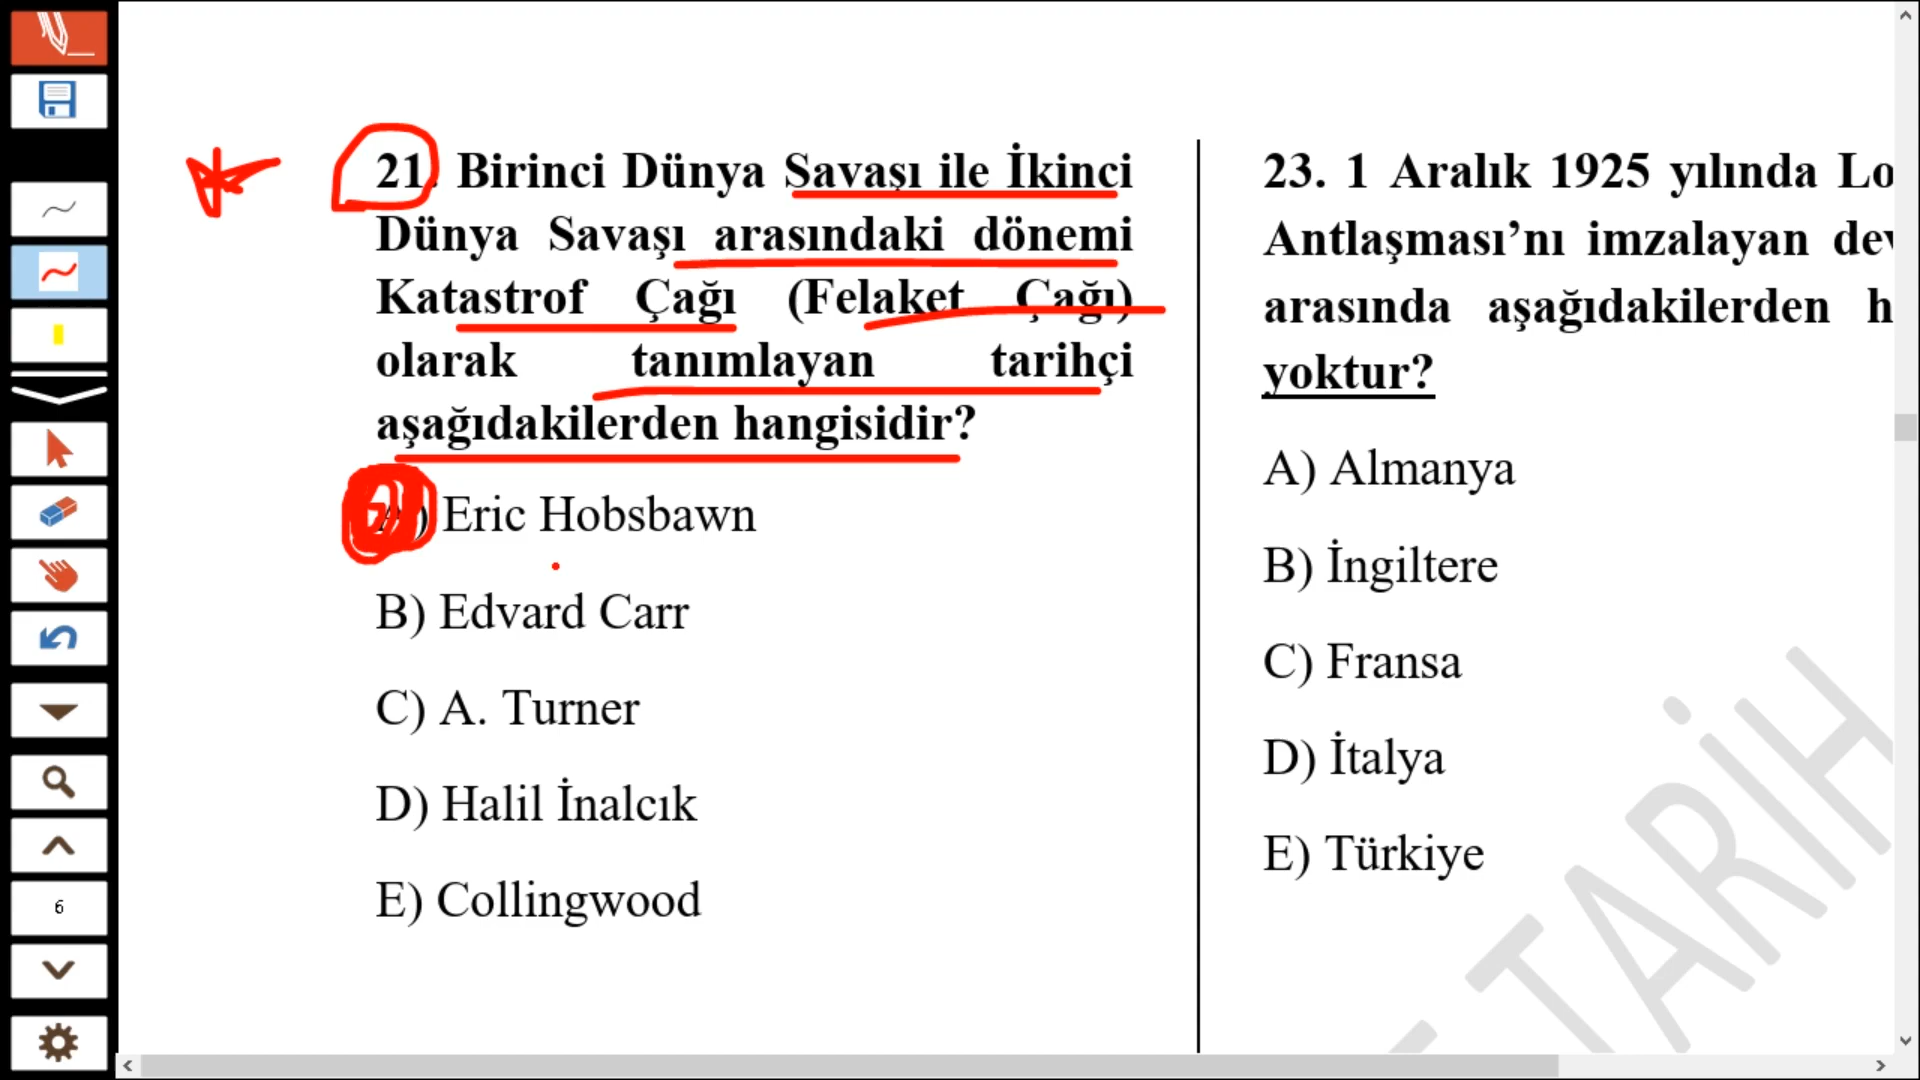 21. Birinci Dünya Savaşı ile İkinci
Dünya Savaşı arasındaki dönemi
Katastrof Çağı (Felaket Çağı)
olarak tanımlayan tarihçi
aşağıdakilerden hangisidir?
A) Eric Hobsbawn
B) Edvard Carr
C) A. Turner
D) Halil İnalcık
E) Collingwood
23. 1 Aralık 1925 yılında Lo
Antlaşması’nı imzalayan dev
arasında aşağıdakilerden h
yoktur?
A) Almanya
B) İngiltere
C) Fransa
D) İtalya
E) Türkiye
TARİH
6